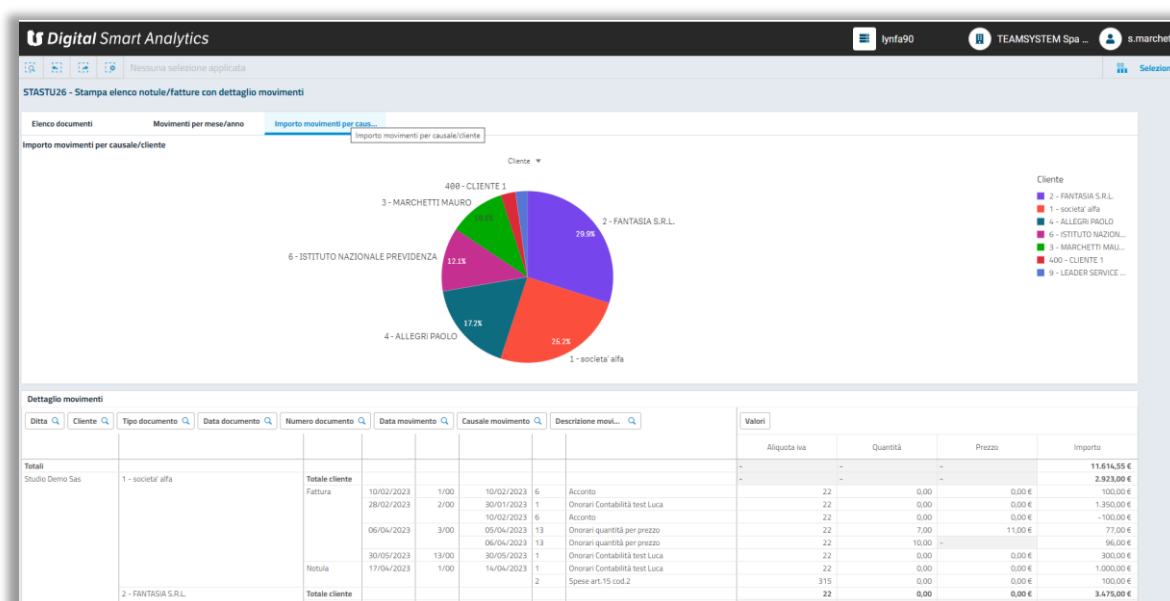 Digital Smart Analytics lynfa90 TEAMSYSTEM Spa ... s.marchet
Nessuna selezione applicata Selezion
STASTU26 - Stampa elenco notule/fatture con dettaglio movimenti
Elenco documenti Movimenti per mese/anno Importo movimenti per caus...
Importo movimenti per causale/cliente
Importo movimenti per causale/cliente
Cliente
400 - CLIENTE 1
3 - MARCHETTI MAURO
2 - FANTASIA S.R.L.
29.9%
6 - ISTITUTO NAZIONALE PREVIDENZA
12.1%
17.2%
4 - ALLEGRI PAOLO
25.2%
1 - societa' alfa
Cliente
2 - FANTASIA S.R.L.
1 - societa' alfa
4 - ALLEGRI PAOLO
6 - ISTITUTO NAZION...
3 - MARCHETTI MAU...
400 - CLIENTE 1
9 - LEADER SERVICE ...
Dettaglio movimenti
Ditta Cliente Tipo documento Data documento Numero documento Data movimento Causale movimento Descrizione movi... Valori
Aliquota iva Quantità Prezzo Importo
Totali - - - 11.614,55 €
Studio Demo Sas 1 - societa' alfa Totale cliente - - - 2.923,00 €
Fattura 10/02/2023 1/00 10/02/2023 6 Acconto 22 0,00 0,00 € 100,00 €
28/02/2023 2/00 30/01/2023 1 Onorari Contabilità test Luca 22 0,00 0,00 € 1.350,00 €
10/02/2023 6 Acconto 22 0,00 0,00 € -100,00 €
06/04/2023 3/00 05/04/2023 13 Onorari quantità per prezzo 22 7,00 11,00 € 77,00 €
06/04/2023 13 Onorari quantità per prezzo 22 10,00 - 96,00 €
30/05/2023 13/00 30/05/2023 1 Onorari Contabilità test Luca 22 0,00 0,00 € 300,00 €
Notula 17/04/2023 1/00 14/04/2023 1 Onorari Contabilità test Luca 22 0,00 0,00 € 1.000,00 €
2 Spese art.15 cod.2 315 0,00 0,00 € 100,00 €
2 - FANTASIA S.R.L. Totale cliente 22 0,00 0,00 € 3.475,00 €